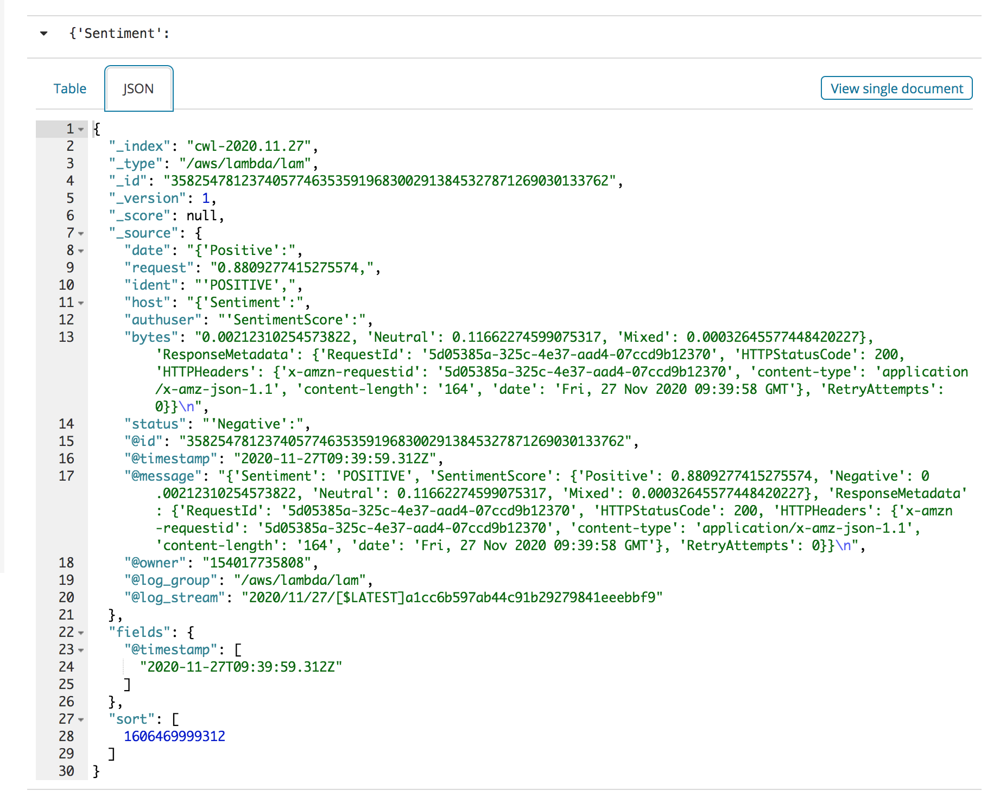 {'Sentiment':
Table JSON View single document
1 {
2 "_index": "cwl-2020.11.27",
3 "_type": "/aws/lambda/lam",
4 "_id": "35825478123740577463535919683002913845327871269030133762",
5 "_version": 1,
6 "_score": null,
7 "_source": {
8 "date": "{'Positive':",
9 "request": "0.8809277415275574,",
10 "ident": "'POSITIVE',",
11 "host": "{'Sentiment':",
12 "authuser": "'SentimentScore':",
13 "bytes": "0.00212310254573822, 'Neutral': 0.11662274599075317, 'Mixed': 0.00032645577448420227},
'ResponseMetadata': {'RequestId': '5d05385a-325c-4e37-aad4-07ccd9b12370', 'HTTPStatusCode': 200,
'HTTPHeaders': {'x-amzn-requestid': '5d05385a-325c-4e37-aad4-07ccd9b12370', 'content-type': 'application
/x-amz-json-1.1', 'content-length': '164', 'date': 'Fri, 27 Nov 2020 09:39:58 GMT'}, 'RetryAttempts':
0}}\n",
14 "status": "'Negative':",
15 "@id": "35825478123740577463535919683002913845327871269030133762",
16 "@timestamp": "2020-11-27T09:39:59.312Z",
17 "@message": "{'Sentiment': 'POSITIVE', 'SentimentScore': {'Positive': 0.8809277415275574, 'Negative': 0
.00212310254573822, 'Neutral': 0.11662274599075317, 'Mixed': 0.00032645577448420227}, 'ResponseMetadata'
: {'RequestId': '5d05385a-325c-4e37-aad4-07ccd9b12370', 'HTTPStatusCode': 200, 'HTTPHeaders': {'x-amzn
-requestid': '5d05385a-325c-4e37-aad4-07ccd9b12370', 'content-type': 'application/x-amz-json-1.1',
'content-length': '164', 'date': 'Fri, 27 Nov 2020 09:39:58 GMT'}, 'RetryAttempts': 0}}\n",
18 "@owner": "154017735808",
19 "@log_group": "/aws/lambda/lam",
20 "@log_stream": "2020/11/27/[$LATEST]a1cc6b597ab44c91b29279841eeebbf9"
21 },
22 "fields": {
23 "@timestamp": [
24 "2020-11-27T09:39:59.312Z"
25 ]
26 },
27 "sort": [
28 1606469999312
29 ]
30 }